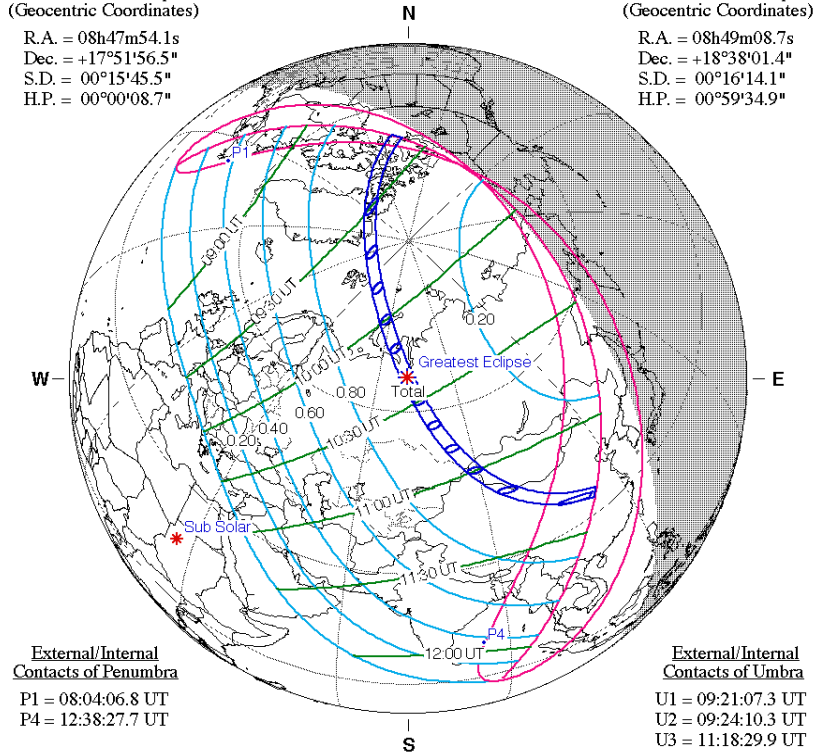 (Geocentric Coordinates)
R.A. = 08h47m54.1s
Dec. = +17°51'56.5"
S.D. = 00°15'45.5"
H.P. = 00°00'08.7"
(Geocentric Coordinates)
R.A. = 08h49m08.7s
Dec. = +18°38'01.4"
S.D. = 00°16'14.1"
H.P. = 00°59'34.9"
N
P1
09:00 UT
09:30 UT
0.20
10:00 UT
Greatest Eclipse
W
E
Total
0.80
0.60
0.40
0.20
10:30 UT
11:00 UT
Sub Solar
11:30 UT
P4
12:00 UT
S
External/Internal
Contacts of Penumbra
P1 = 08:04:06.8 UT
P4 = 12:38:27.7 UT
External/Internal
Contacts of Umbra
U1 = 09:21:07.3 UT
U2 = 09:24:10.3 UT
U3 = 11:18:29.9 UT